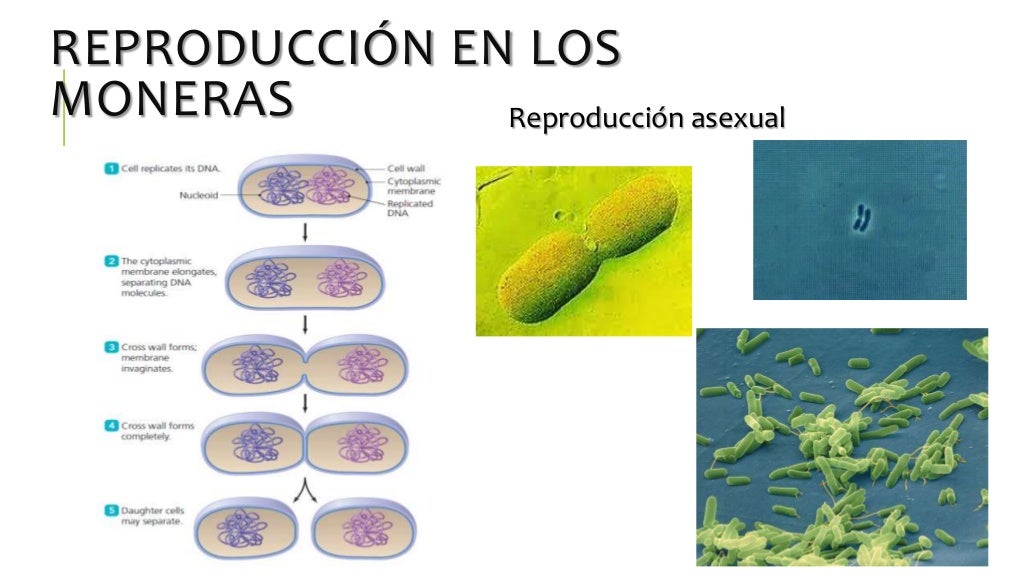 REPRODUCCIÓN EN LOS
MONERAS
Reproducción asexual
1 Cell replicates its DNA.
Nucleoid
Cell wall
Cytoplasmic
membrane
Replicated
DNA
2 The cytoplasmic
membrane elongates,
separating DNA
molecules.
3 Cross wall forms;
membrane
invaginates.
4 Cross wall forms
completely.
5 Daughter cells
may separate.